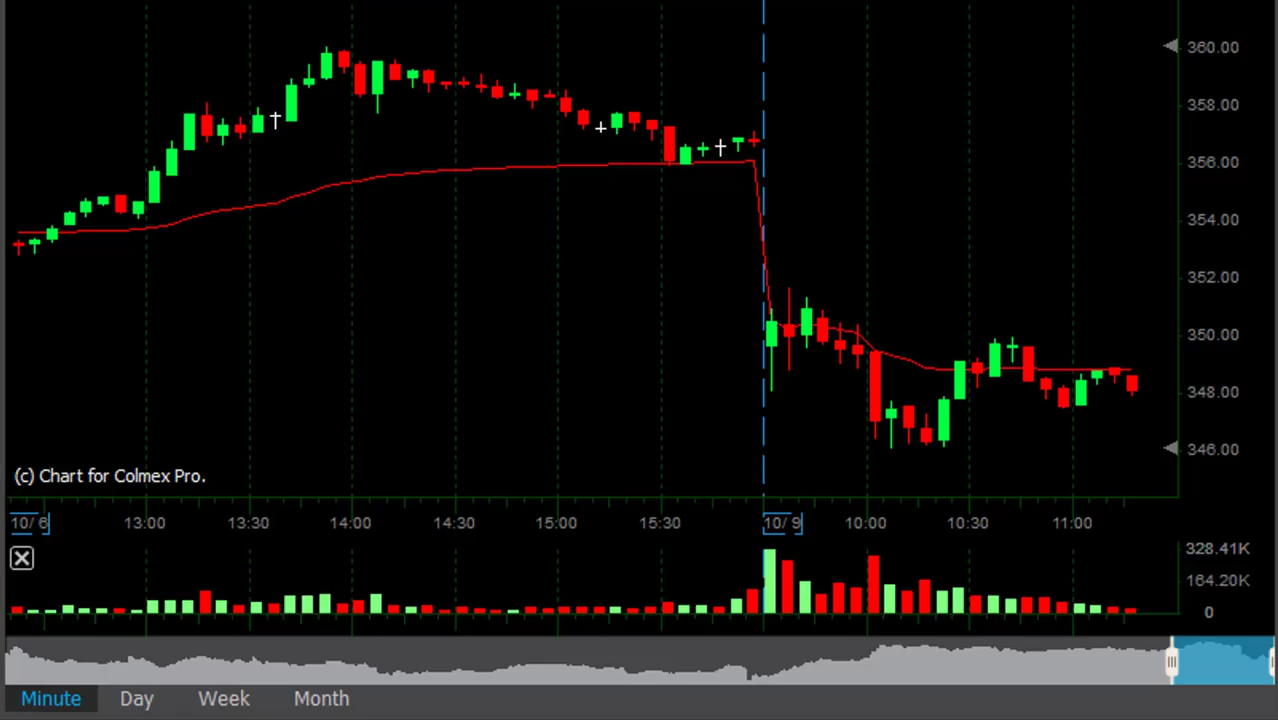 360.00
358.00
356.00
354.00
352.00
350.00
348.00
346.00
(c) Chart for Colmex Pro.
10/ 6 13:00 13:30 14:00 14:30 15:00 15:30 10/ 9 10:00 10:30 11:00
328.41K
164.20K
0
Minute Day Week Month